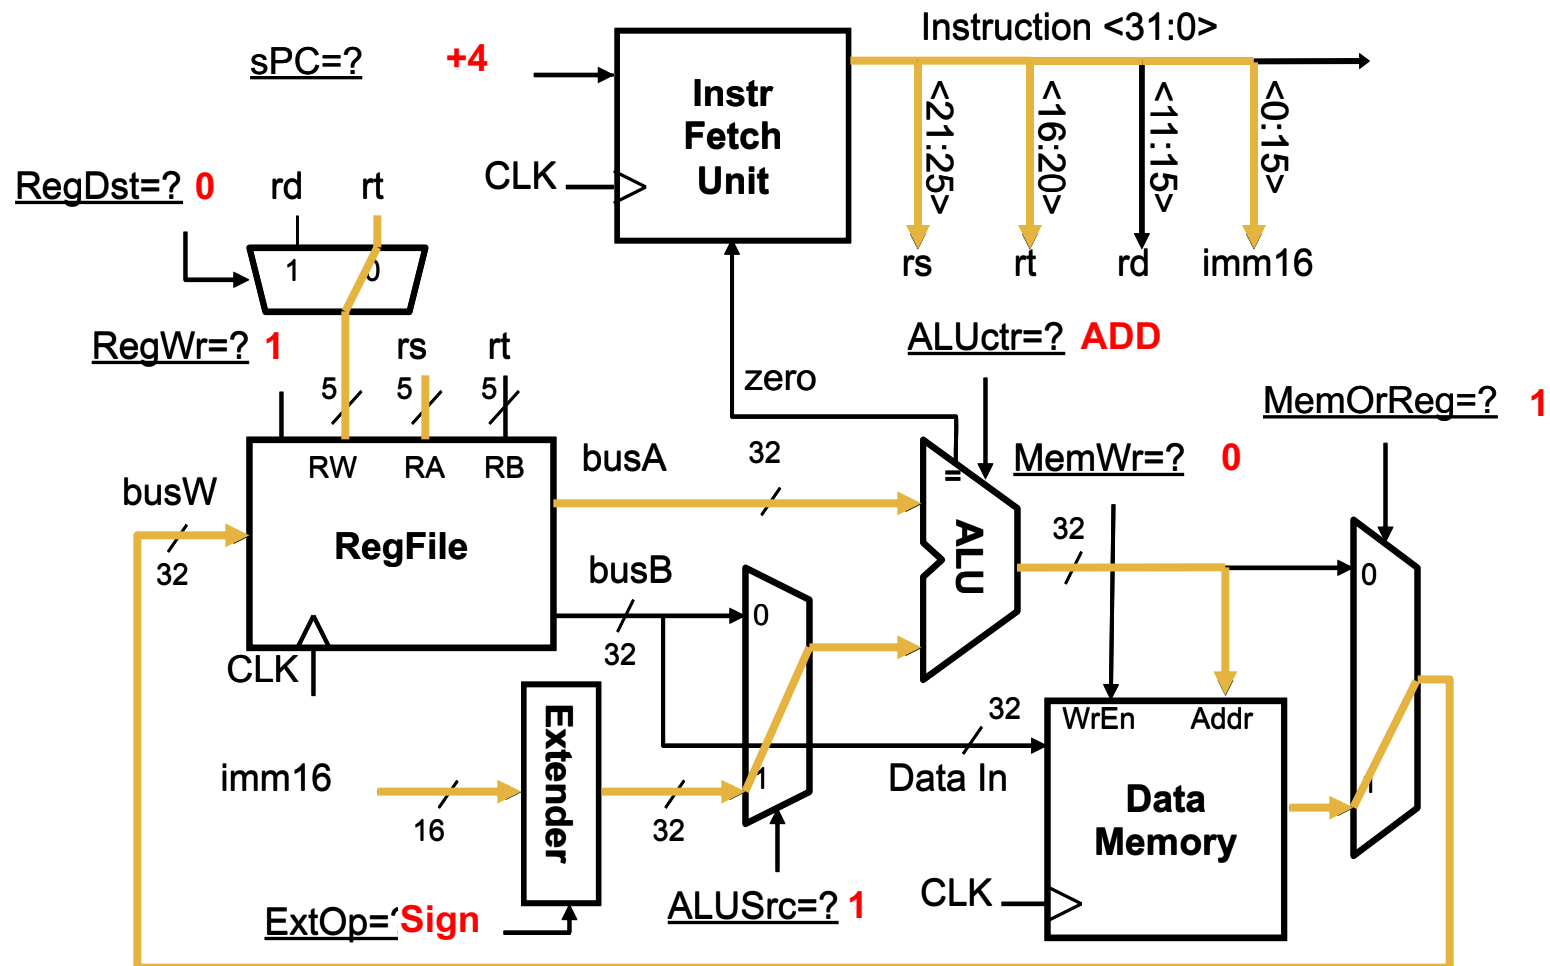 Instruction <31:0>
sPC=? +4
Instr
Fetch
Unit
<21:25>
<16:20>
<11:15>
<0:15>
CLK
RegDst=? 0
rd rt
1 0
rs rt rd imm16
RegWr=? 1
rs rt
ALUctr=? ADD
zero
5 5 5
MemOrReg=? 1
RW RA RB
busA
32
=
MemWr=? 0
busW
32
RegFile
ALU
32
busB
32
0
0
CLK
Extender
32
WrEn Addr
imm16
16
32
1
Data In
Data
Memory
1
CLK
ExtOp=? Sign
ALUSrc=? 1